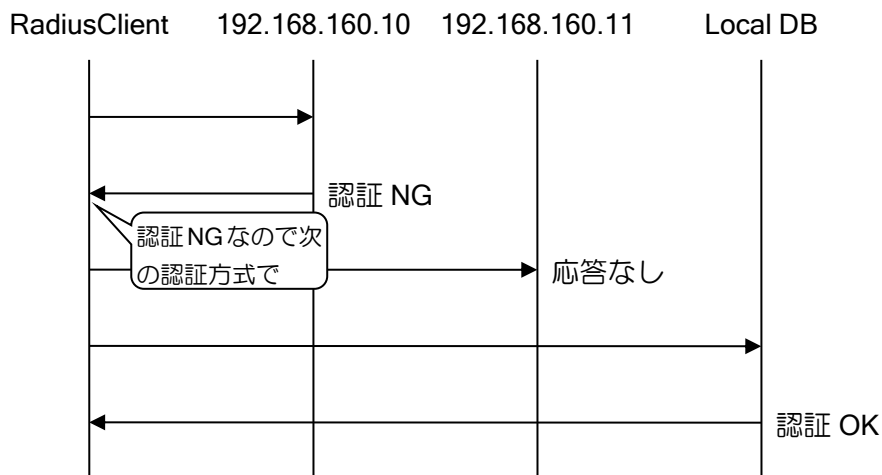 RadiusClient 192.168.160.10 192.168.160.11 Local DB
認証 NG
認証NGなので次
の認証方式で
応答なし
認証 OK